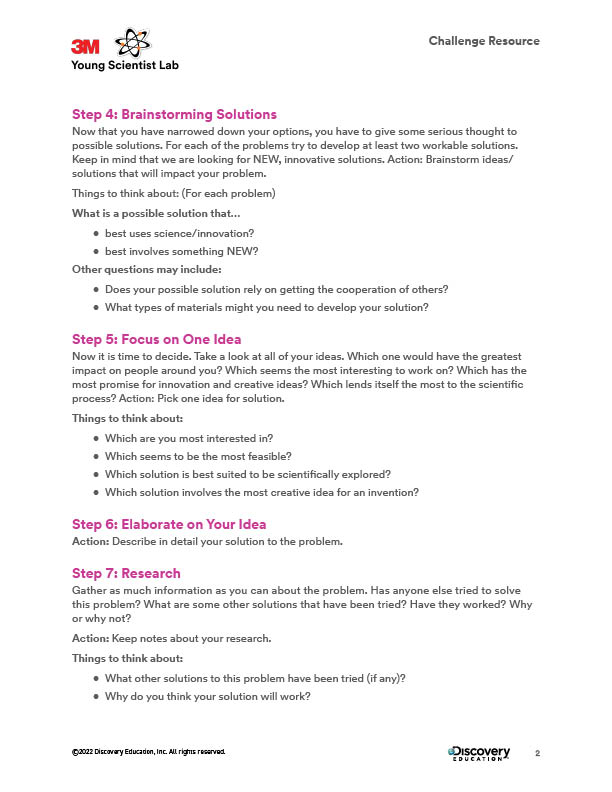 3M
Young Scientist Lab
Challenge Resource
Step 4: Brainstorming Solutions
Now that you have narrowed down your options, you have to give some serious thought to
possible solutions. For each of the problems try to develop at least two workable solutions.
Keep in mind that we are looking for NEW, innovative solutions. Action: Brainstorm ideas/
solutions that will impact your problem.
Things to think about: (For each problem)
What is a possible solution that…
• best uses science/innovation?
• best involves something NEW?
Other questions may include:
• Does your possible solution rely on getting the cooperation of others?
• What types of materials might you need to develop your solution?
Step 5: Focus on One Idea
Now it is time to decide. Take a look at all of your ideas. Which one would have the greatest
impact on people around you? Which seems the most interesting to work on? Which has the
most promise for innovation and creative ideas? Which lends itself the most to the scientific
process? Action: Pick one idea for solution.
Things to think about:
• Which are you most interested in?
• Which seems to be the most feasible?
• Which solution is best suited to be scientifically explored?
• Which solution involves the most creative idea for an invention?
Step 6: Elaborate on Your Idea
Action: Describe in detail your solution to the problem.
Step 7: Research
Gather as much information as you can about the problem. Has anyone else tried to solve
this problem? What are some other solutions that have been tried? Have they worked? Why
or why not?
Action: Keep notes about your research.
Things to think about:
• What other solutions to this problem have been tried (if any)?
• Why do you think your solution will work?
©2022 Discovery Education, Inc. All rights reserved.
Discovery
EDUCATION
2